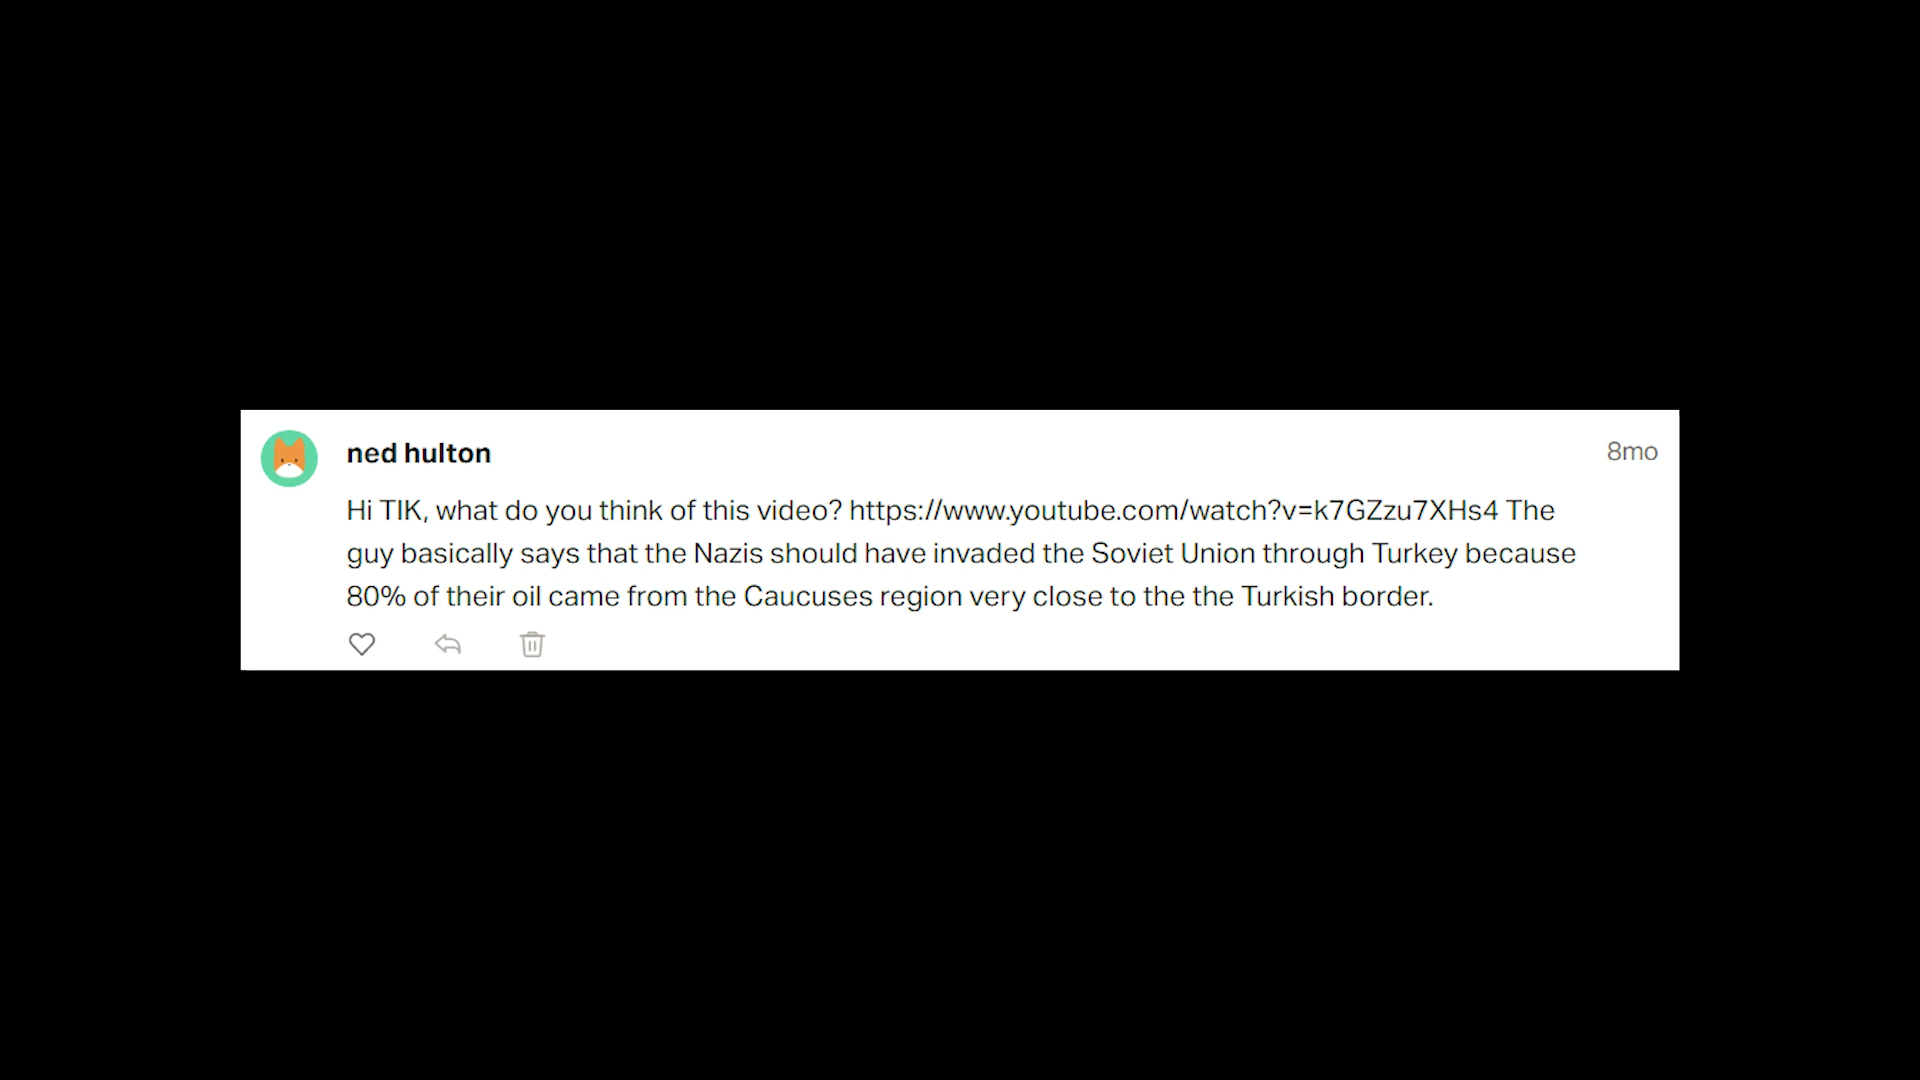 ned hulton
8mo
Hi TIK, what do you think of this video? https://www.youtube.com/watch?v=k7GZzu7XHs4 The
guy basically says that the Nazis should have invaded the Soviet Union through Turkey because
80% of their oil came from the Caucuses region very close to the the Turkish border.